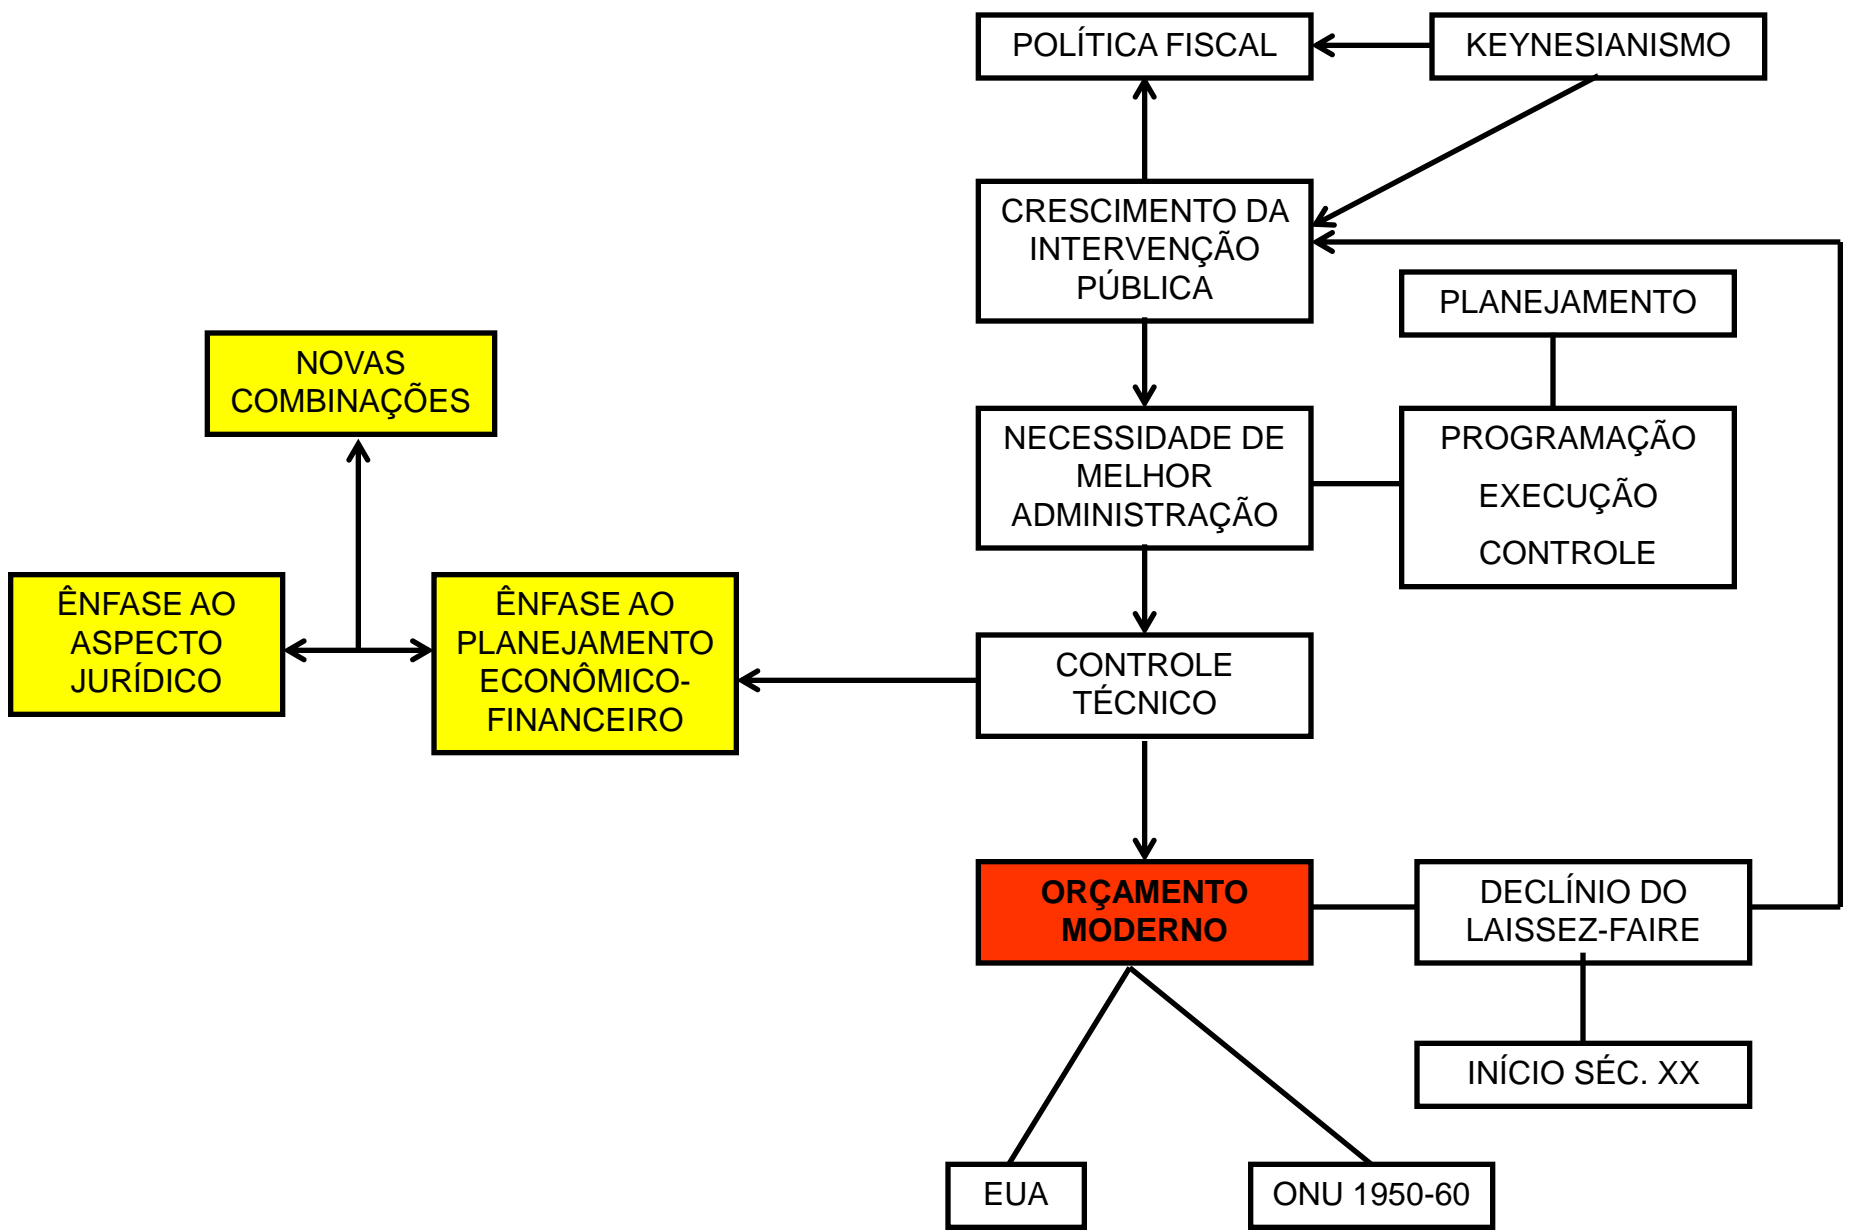 POLÍTICA FISCAL
KEYNESIANISMO
CRESCIMENTO DA
INTERVENÇÃO
PÚBLICA
PLANEJAMENTO
NOVAS
COMBINAÇÕES
NECESSIDADE DE
MELHOR
ADMINISTRAÇÃO
PROGRAMAÇÃO
EXECUÇÃO
CONTROLE
ÊNFASE AO
ASPECTO
JURÍDICO
ÊNFASE AO
PLANEJAMENTO
ECONÔMICO-
FINANCEIRO
CONTROLE
TÉCNICO
ORÇAMENTO
MODERNO
DECLÍNIO DO
LAISSEZ-FAIRE
INÍCIO SÉC. XX
EUA
ONU 1950-60